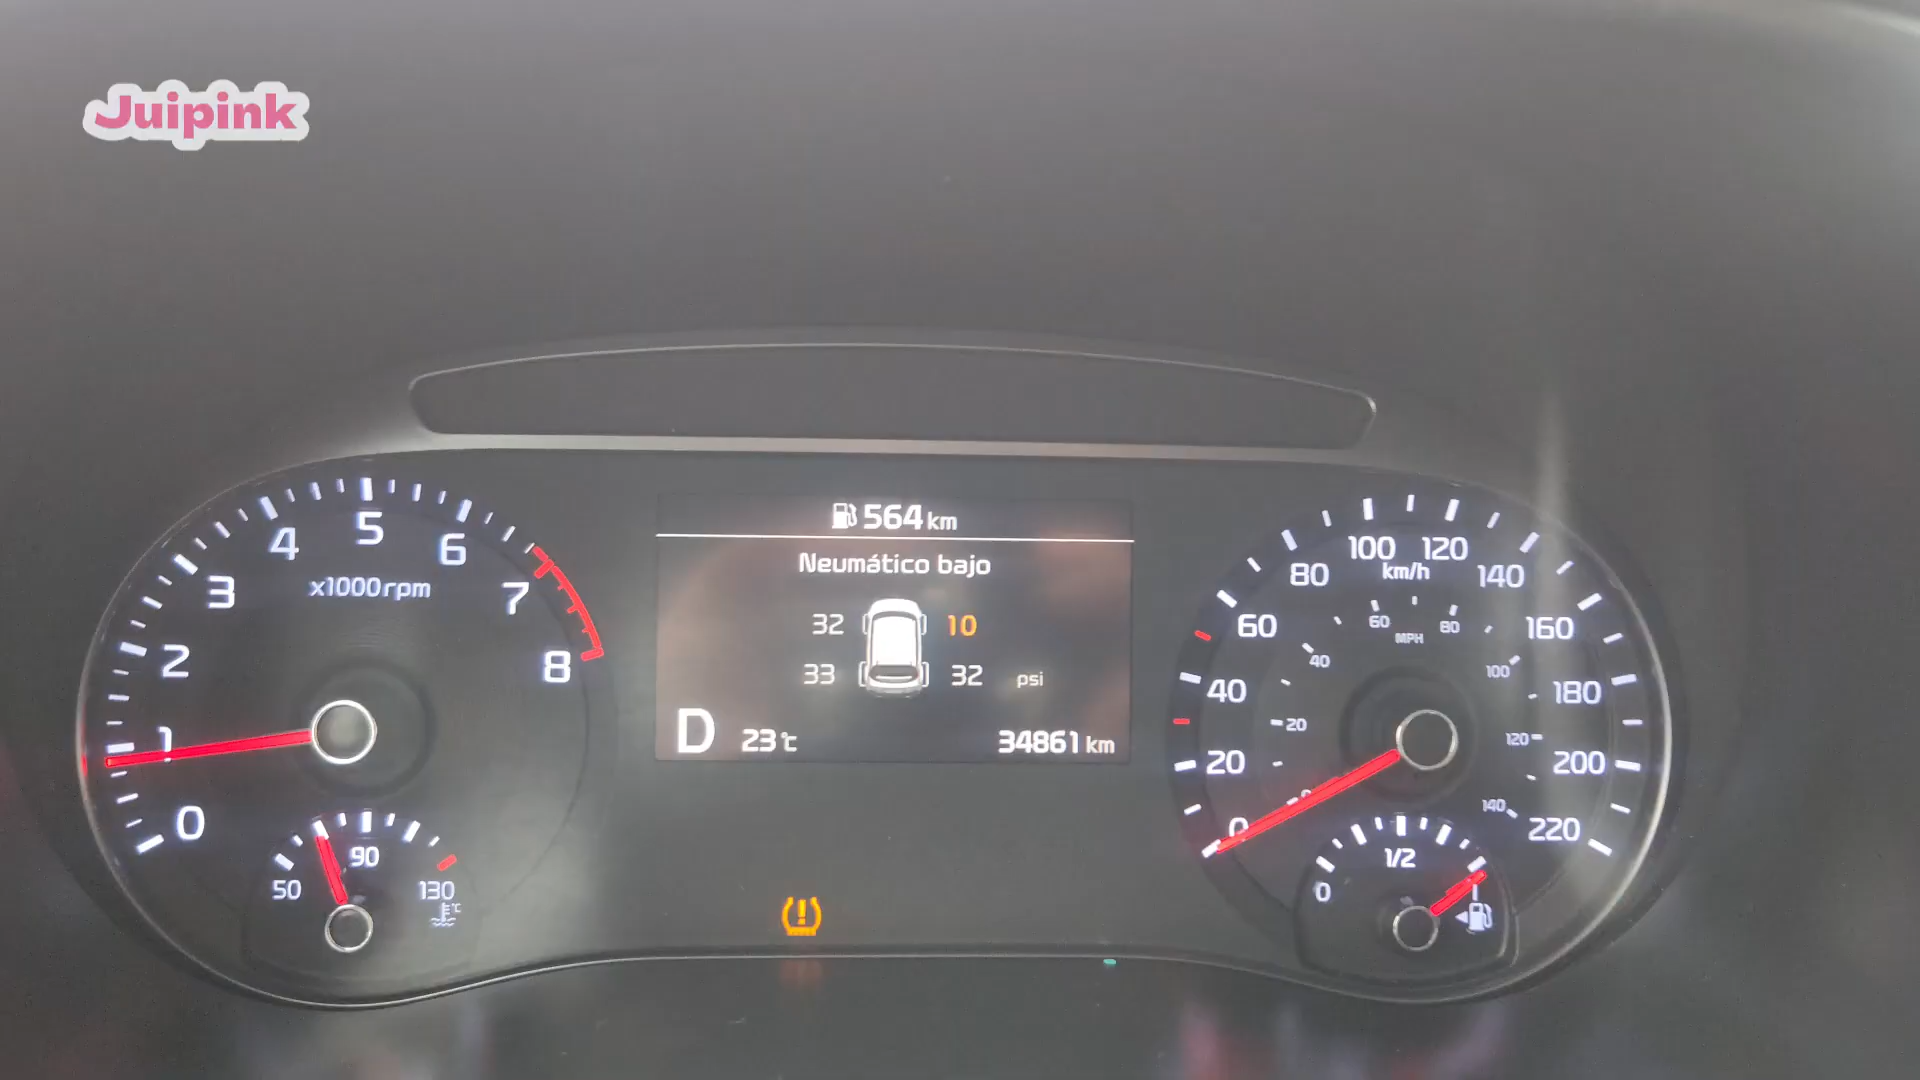 Juipink
564 km
Neumático bajo
32 10
33 32 psi
D 23℃ 34861 km
0 1 2 3 4 5 6 7 8
x1000rpm
50 90 130
℃
0 20 40 60 80 100 120 140 160 180 200 220
km/h
0 20 40 60 80 100 120 140
MPH
0 1/2 1